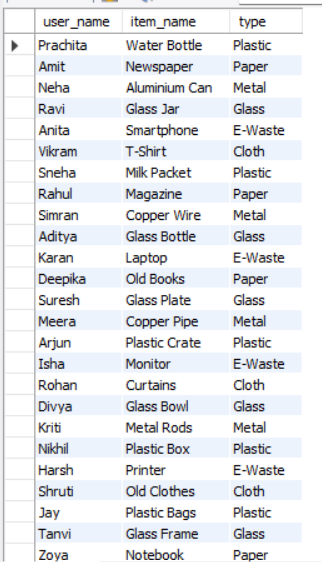 user_name item_name type
Prachita Water Bottle Plastic
Amit Newspaper Paper
Neha Aluminium Can Metal
Ravi Glass Jar Glass
Anita Smartphone E-Waste
Vikram T-Shirt Cloth
Sneha Milk Packet Plastic
Rahul Magazine Paper
Simran Copper Wire Metal
Aditya Glass Bottle Glass
Karan Laptop E-Waste
Deepika Old Books Paper
Suresh Glass Plate Glass
Meera Copper Pipe Metal
Arjun Plastic Crate Plastic
Isha Monitor E-Waste
Rohan Curtains Cloth
Divya Glass Bowl Glass
Kriti Metal Rods Metal
Nikhil Plastic Box Plastic
Harsh Printer E-Waste
Shruti Old Clothes Cloth
Jay Plastic Bags Plastic
Tanvi Glass Frame Glass
Zoya Notebook Paper